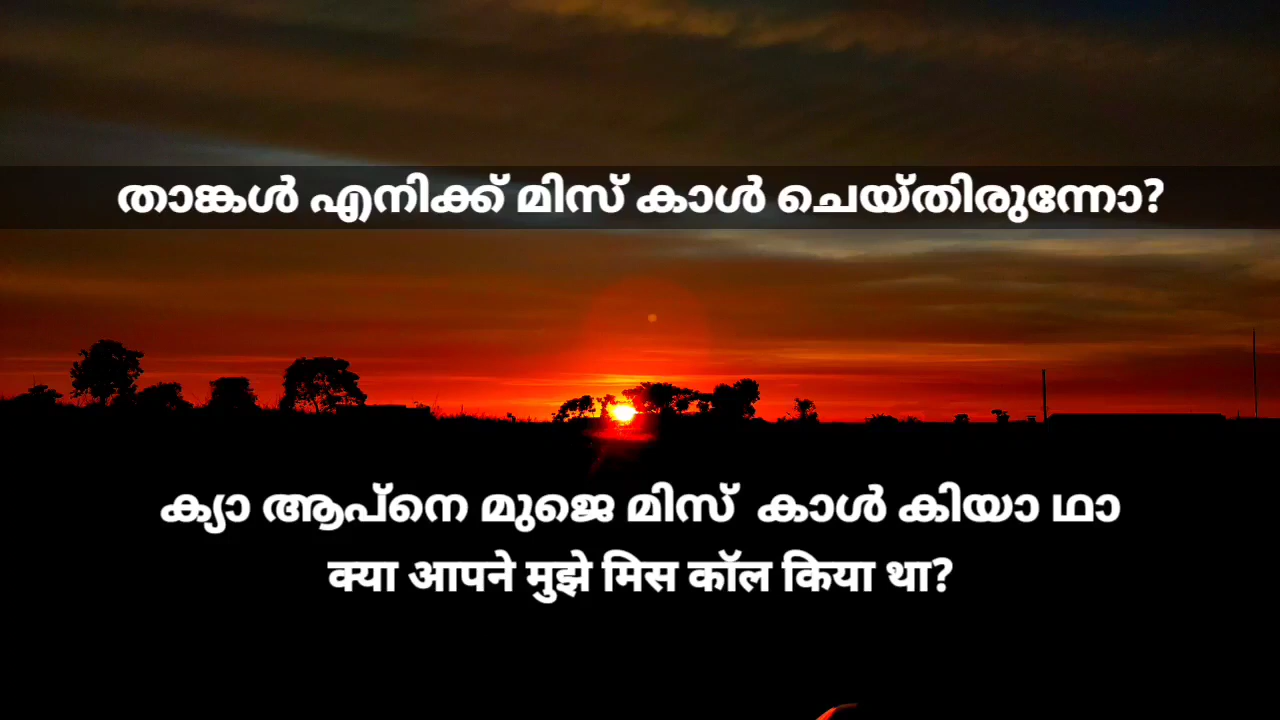 താങ്കൾ എനിക്ക് മിസ് കാൾ ചെയ്തിരുന്നോ?
ക്യാ ആപ്നെ മുജെ മിസ് കാൾ കിയാ ഥാ
क्या आपने मुझे मिस कॉल किया था?